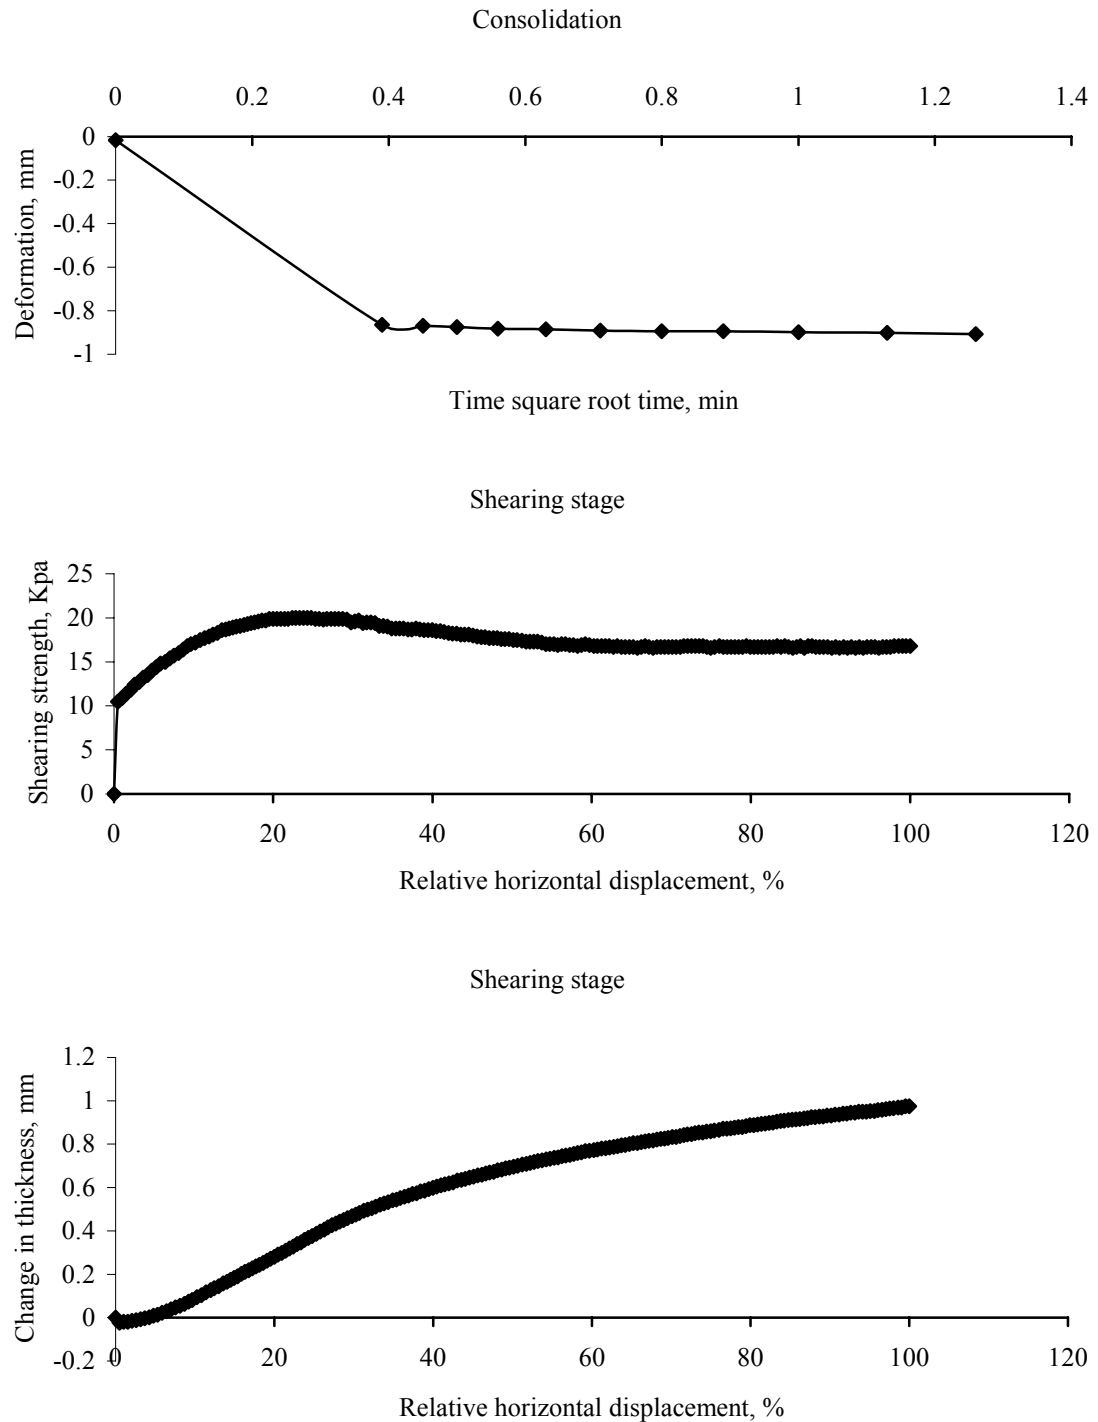 Consolidation
0 0.2 0.4 0.6 0.8 1 1.2 1.4
0
-0.2
-0.4
-0.6
-0.8
-1
Deformation, mm
Time square root time, min
Shearing stage
25
20
15
10
5
0
Shearing strength, Kpa
0 20 40 60 80 100 120
Relative horizontal displacement, %
Shearing stage
1.2
1
0.8
0.6
0.4
0.2
0
-0.2
Change in thickness, mm
0 20 40 60 80 100 120
Relative horizontal displacement, %